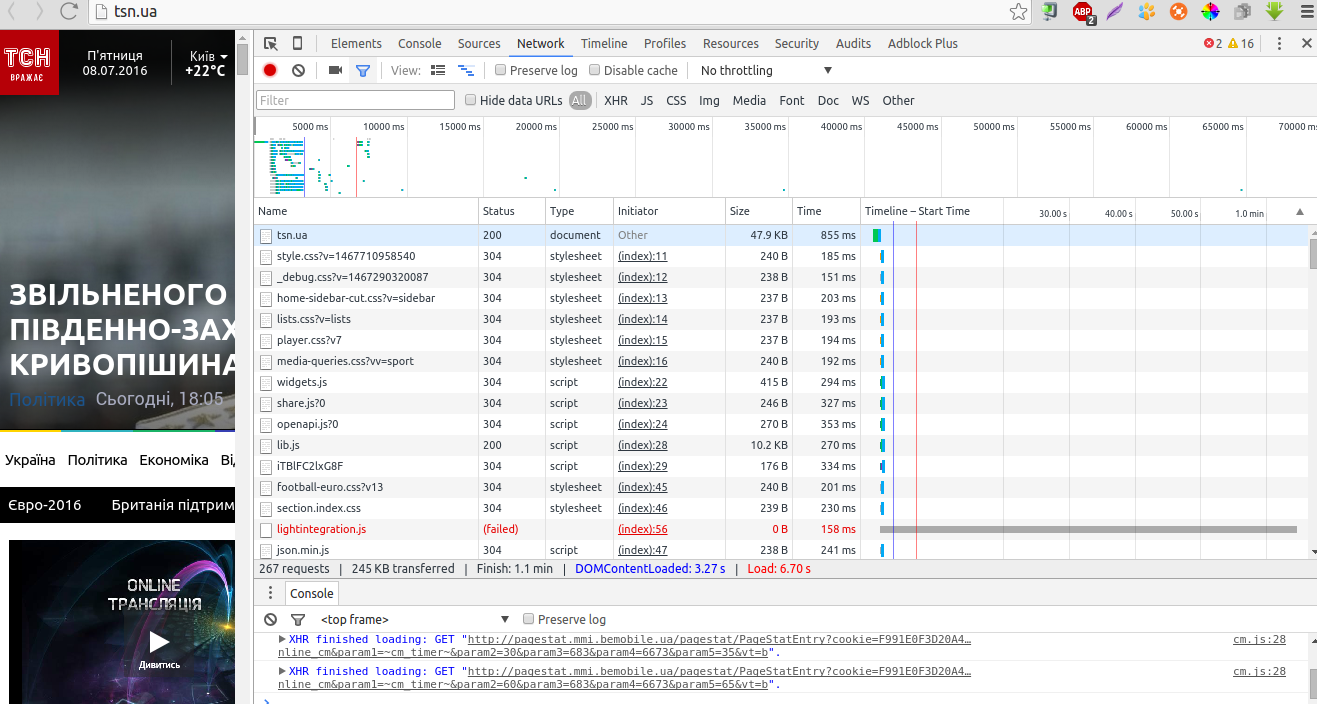 tsn.ua
ABP
2
ТСН
ВРАЖАЄ
П'ятниця
08.07.2016
Київ
+22°C
ЗВІЛЬНЕНОГО
ПІВДЕННО-ЗАХ
КРИВОПІШИНА
Політика Сьогодні, 18:05
Україна Політика Економіка Ві
Євро-2016 Британія підтрим
ONLINE
ТРАНСЛЯЦІЯ
Дивитись
Elements Console Sources Network Timeline Profiles Resources Security Audits Adblock Plus 2 16
View: Preserve log Disable cache No throttling
Filter Hide data URLs All XHR JS CSS Img Media Font Doc WS Other
5000 ms 10000 ms 15000 ms 20000 ms 25000 ms 30000 ms 35000 ms 40000 ms 45000 ms 50000 ms 55000 ms 60000 ms 65000 ms 70000 ms
Name Status Type Initiator Size Time Timeline – Start Time 30.00 s 40.00 s 50.00 s 1.0 min
tsn.ua 200 document Other 47.9 KB 855 ms
style.css?v=1467710958540 304 stylesheet (index):11 240 B 185 ms
_debug.css?v=1467290320087 304 stylesheet (index):12 238 B 151 ms
home-sidebar-cut.css?v=sidebar 304 stylesheet (index):13 237 B 203 ms
lists.css?v=lists 304 stylesheet (index):14 237 B 193 ms
player.css?v7 304 stylesheet (index):15 237 B 194 ms
media-queries.css?vv=sport 304 stylesheet (index):16 240 B 192 ms
widgets.js 304 script (index):22 415 B 294 ms
share.js?0 304 script (index):23 246 B 327 ms
openapi.js?0 304 script (index):24 270 B 353 ms
lib.js 200 script (index):28 10.2 KB 270 ms
iTBlFC2lxG8F 304 script (index):29 176 B 334 ms
football-euro.css?v13 304 stylesheet (index):45 240 B 201 ms
section.index.css 304 stylesheet (index):46 239 B 230 ms
lightintegration.js (failed) (index):56 0 B 158 ms
json.min.js 304 script (index):47 238 B 241 ms
267 requests | 245 KB transferred | Finish: 1.1 min | DOMContentLoaded: 3.27 s | Load: 6.70 s
Console
<top frame> Preserve log
XHR finished loading: GET "http://pagestat.mmi.bemobile.ua/pagestat/PageStatEntry?cookie=F991E0F3D20A4… cm.js:28
nline_cm&param1=~cm_timer~&param2=30&param3=683&param4=6673&param5=35&vt=b".
XHR finished loading: GET "http://pagestat.mmi.bemobile.ua/pagestat/PageStatEntry?cookie=F991E0F3D20A4… cm.js:28
nline_cm&param1=~cm_timer~&param2=60&param3=683&param4=6673&param5=65&vt=b".